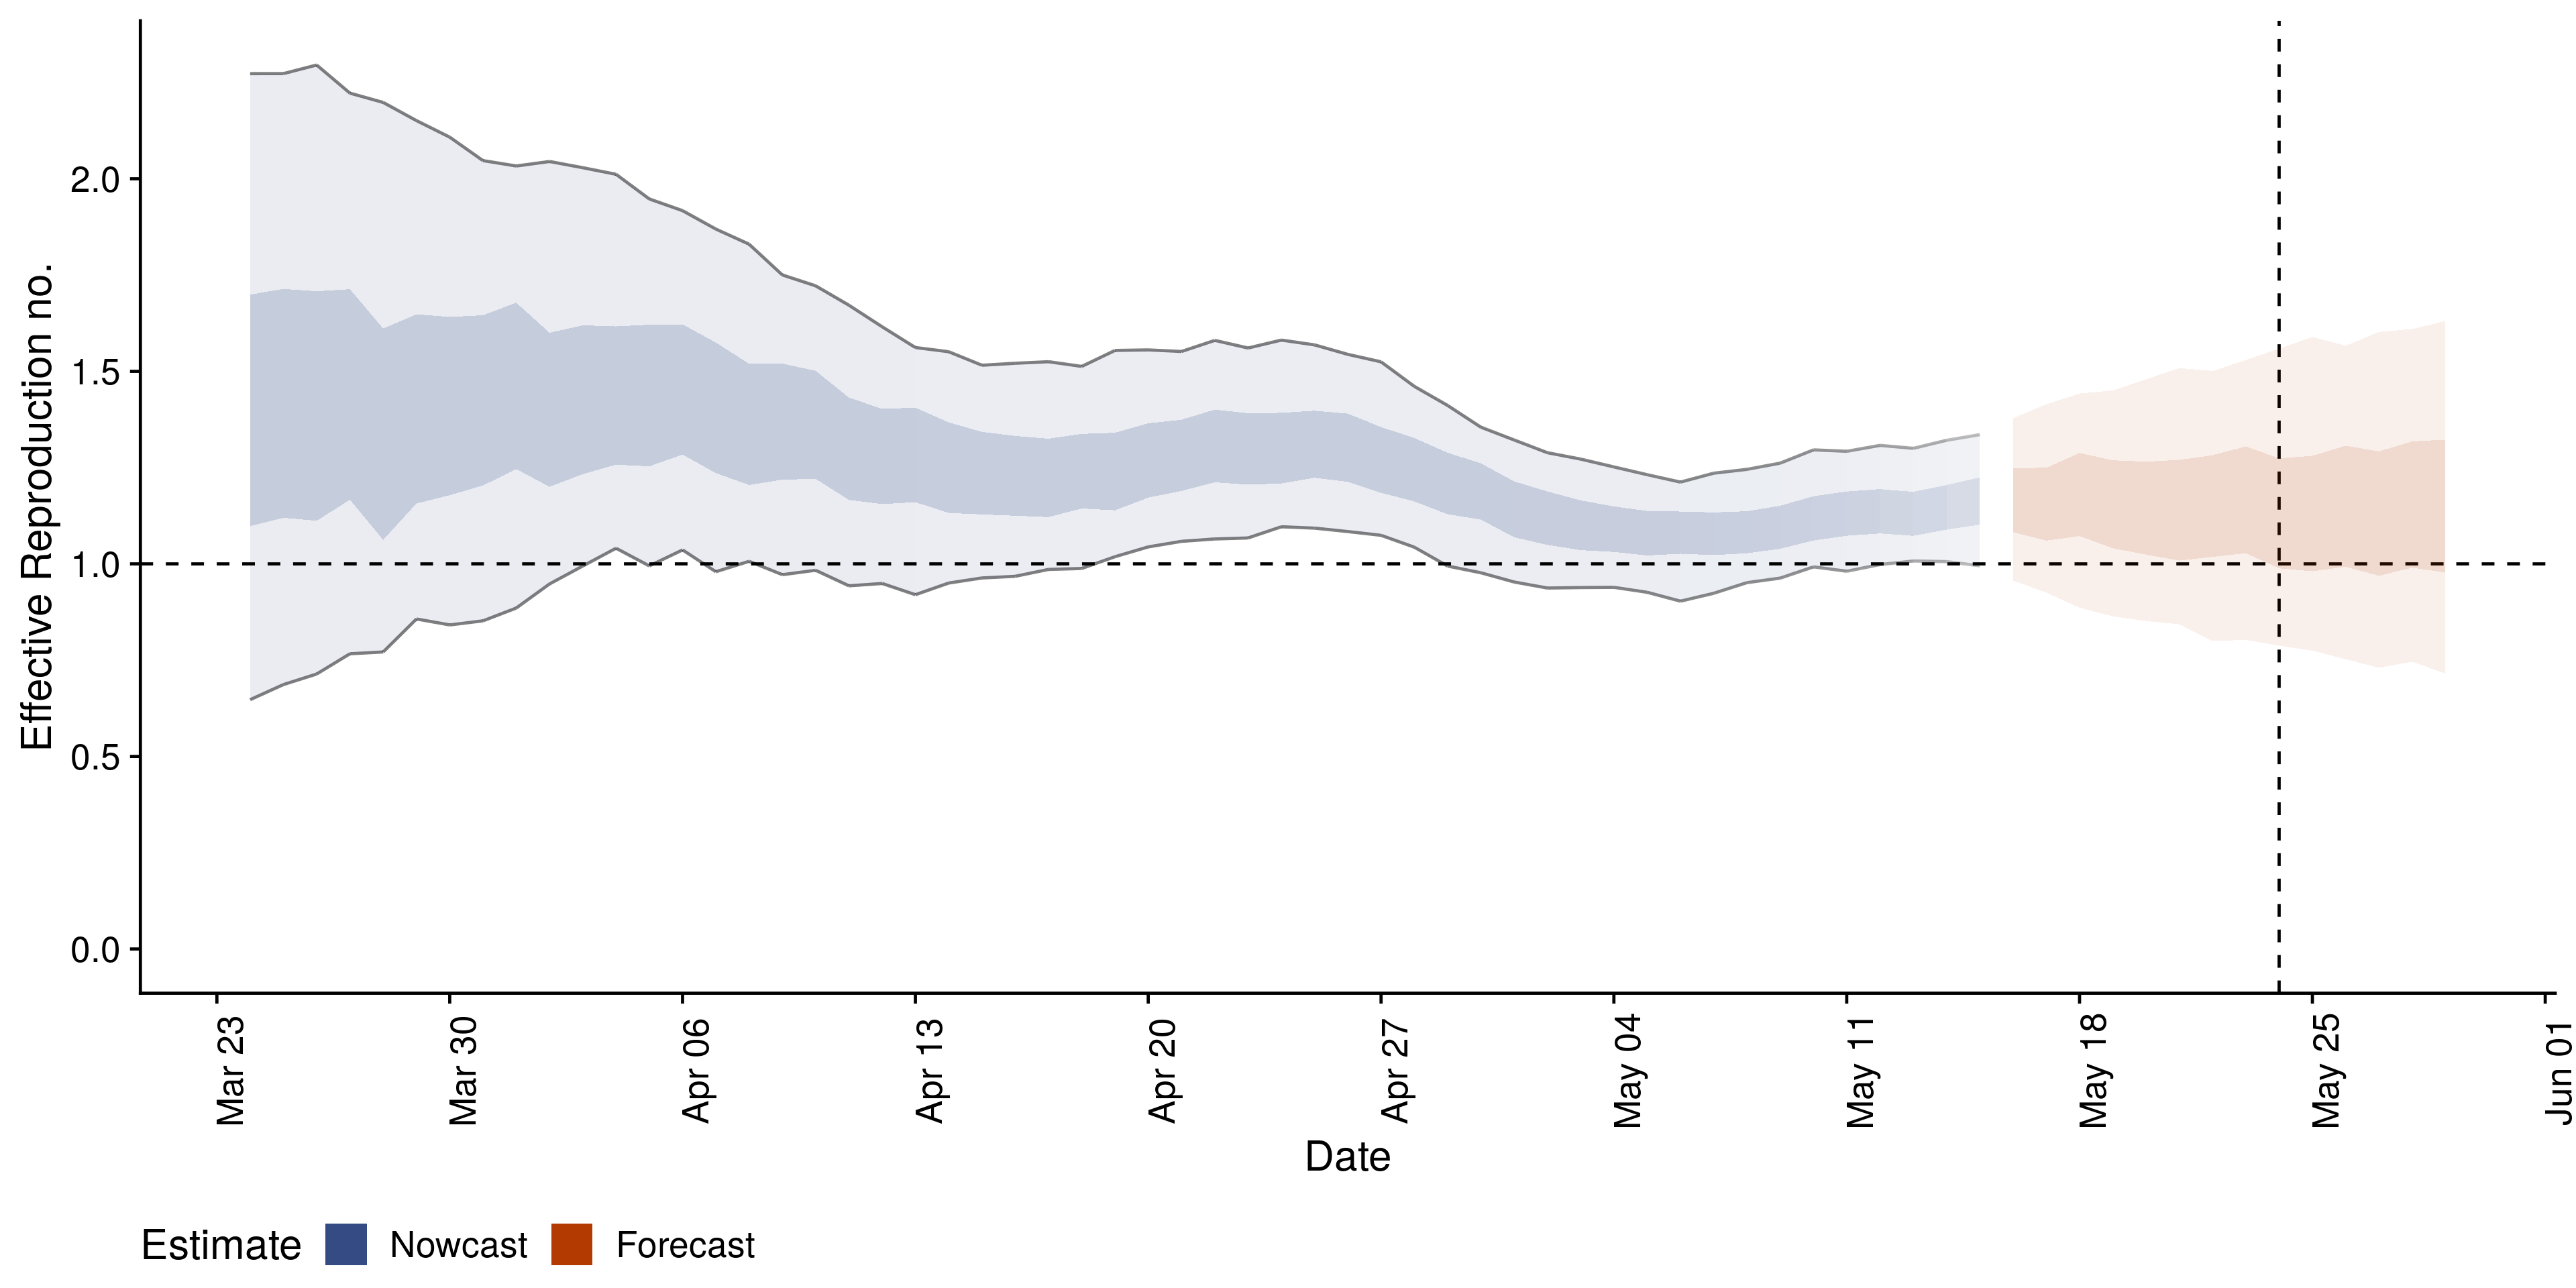 Effective Reproduction no.
2.0
1.5
1.0
0.5
0.0
Mar 23
Mar 30
Apr 06
Apr 13
Apr 20
Apr 27
May 04
May 11
May 18
May 25
Jun 01
Date
Estimate Nowcast Forecast